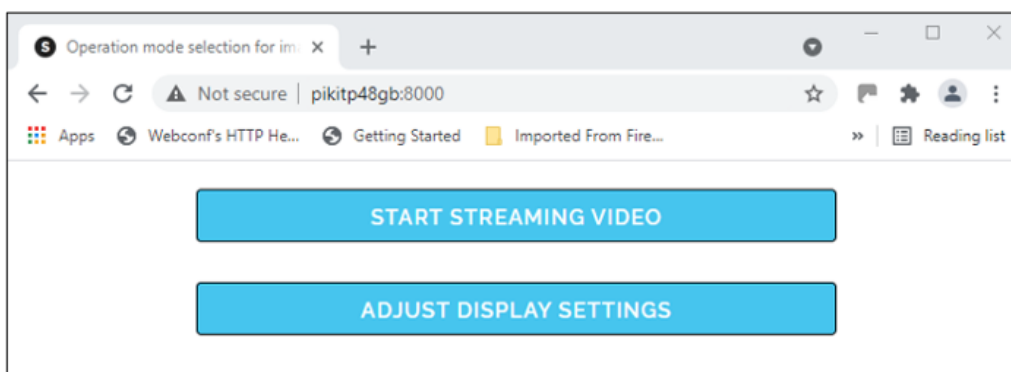 Operation mode selection for im
Not secure | pikitp48gb:8000
Apps Webconf's HTTP He... Getting Started Imported From Fire... » Reading list
START STREAMING VIDEO
ADJUST DISPLAY SETTINGS